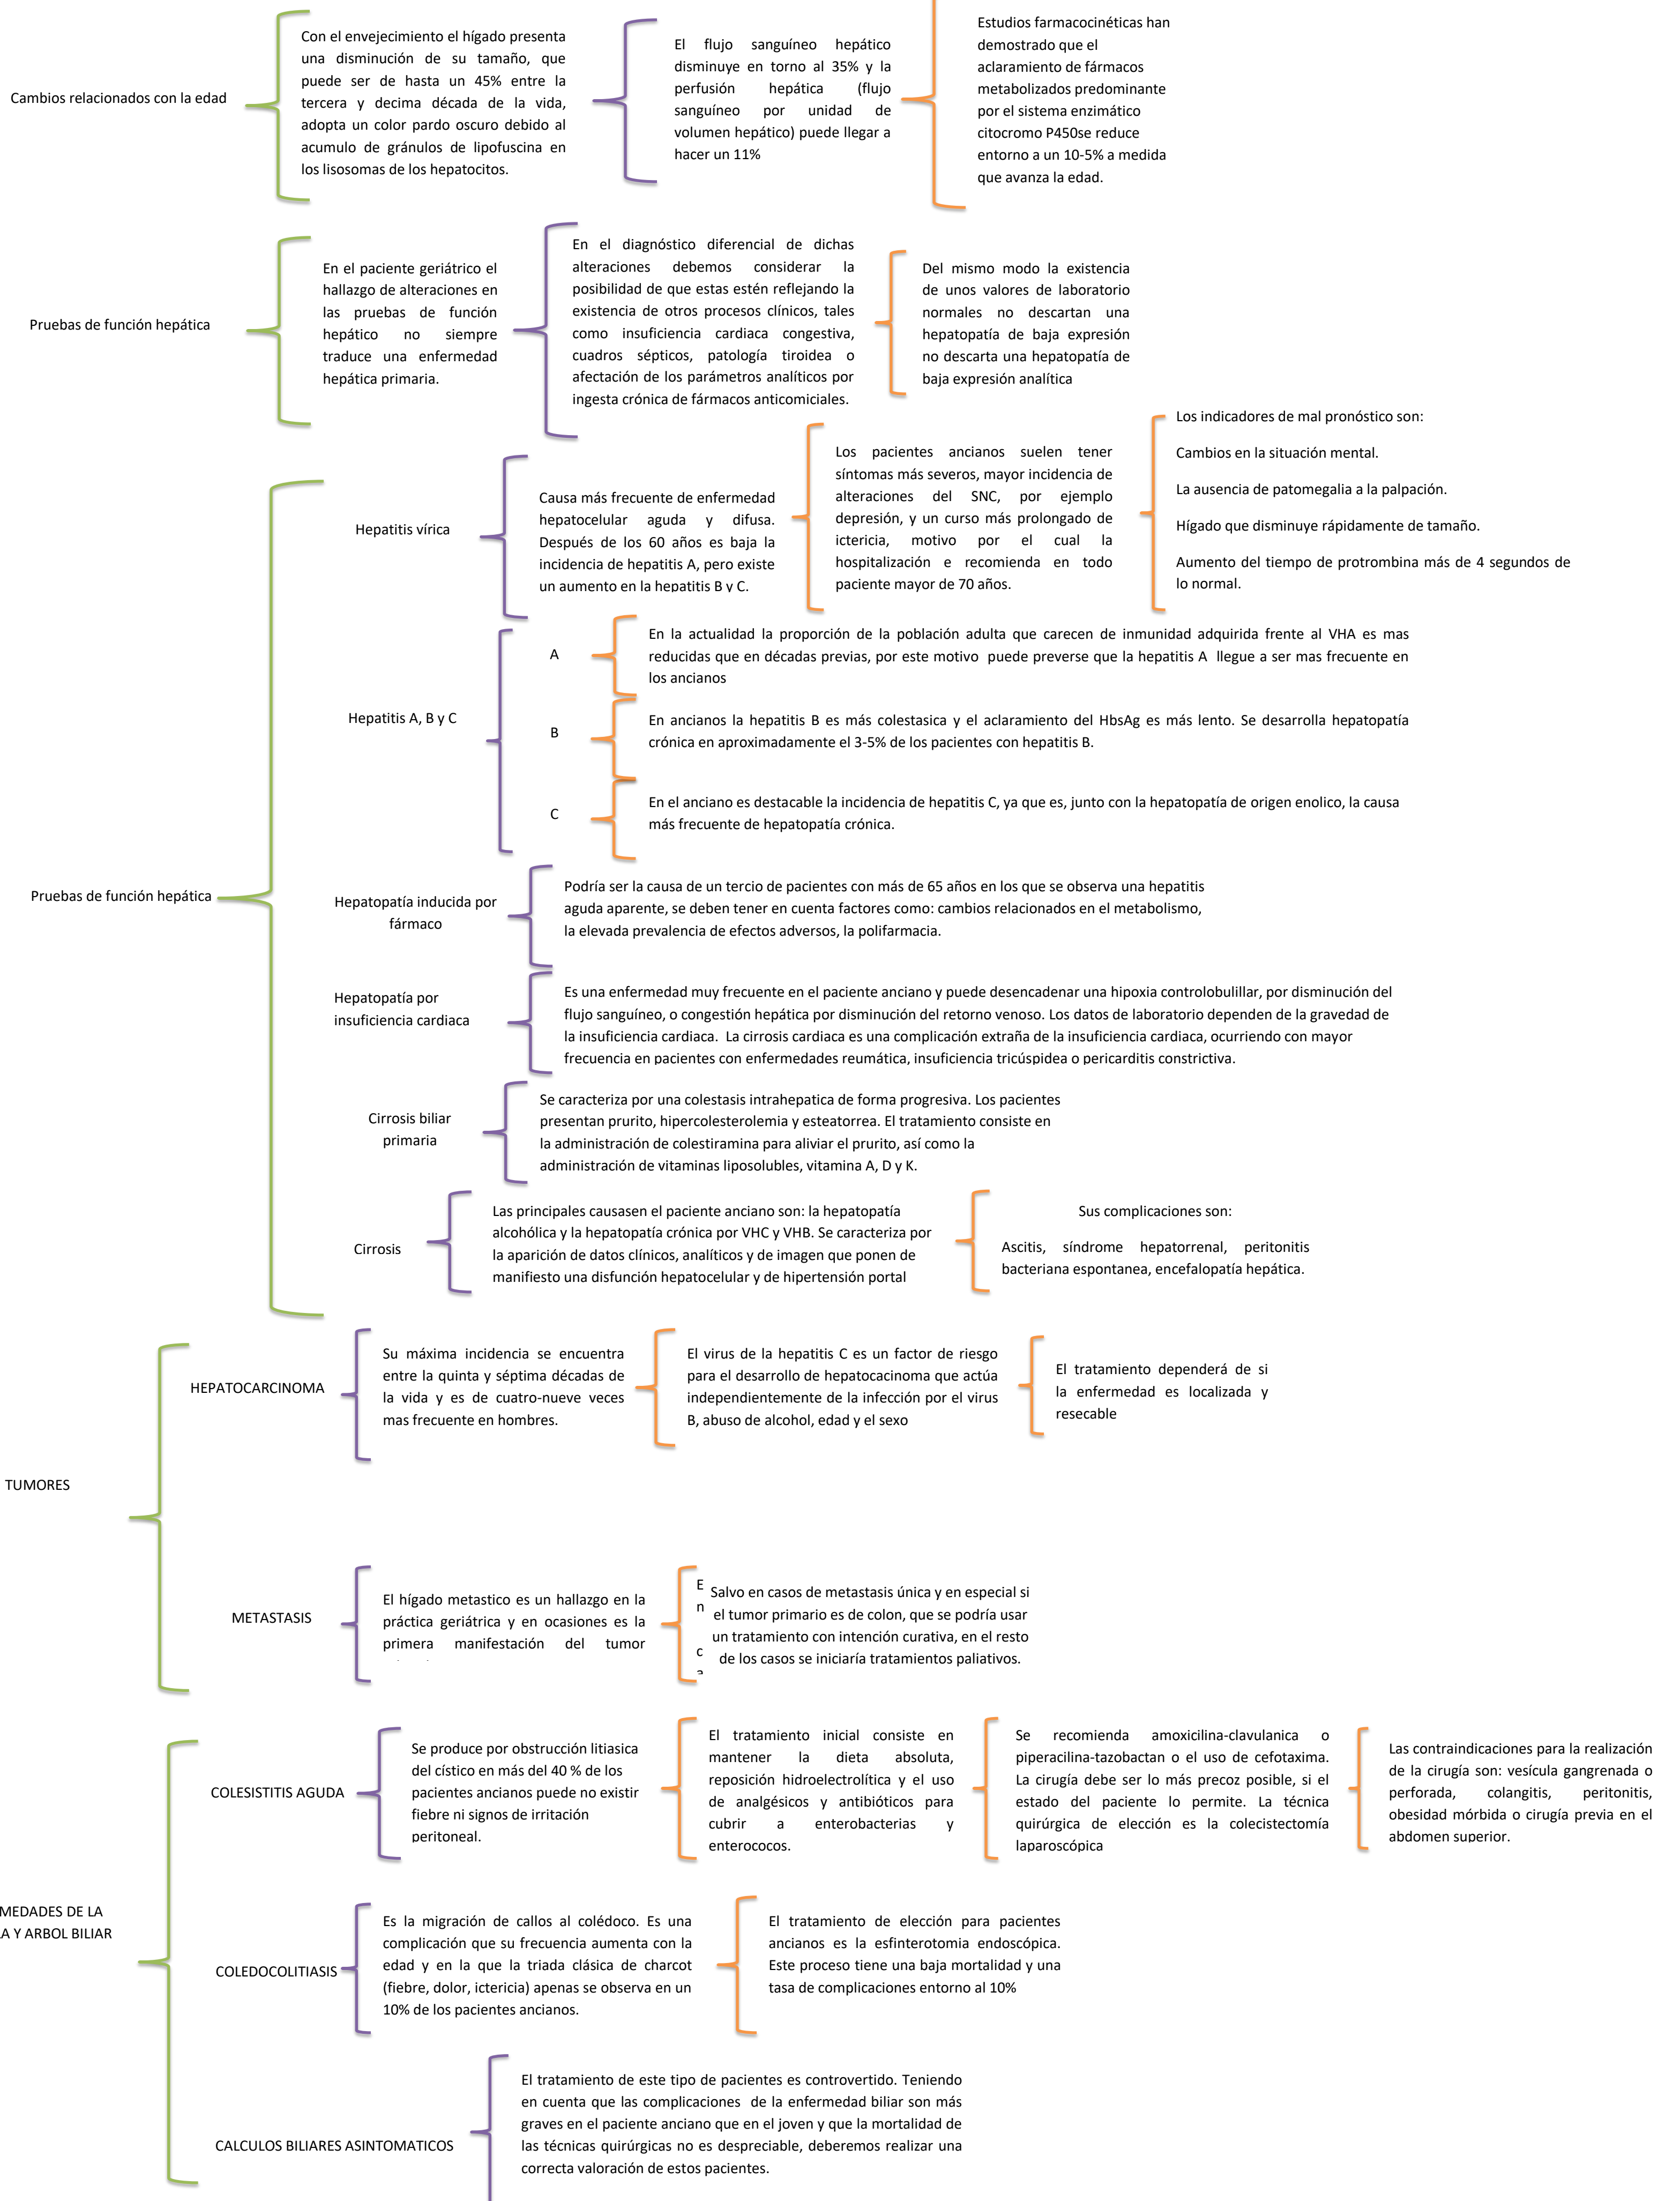 Cambios relacionados con la edad
Con el envejecimiento el hígado presenta
una disminución de su tamaño, que
puede ser de hasta un 45% entre la
tercera y decima década de la vida,
adopta un color pardo oscuro debido al
acumulo de gránulos de lipofuscina en
los lisosomas de los hepatocitos.
El flujo sanguíneo hepático
disminuye en torno al 35% y la
perfusión hepática (flujo
sanguíneo por unidad de
volumen hepático) puede llegar a
hacer un 11%
Estudios farmacocinéticas han
demostrado que el
aclaramiento de fármacos
metabolizados predominante
por el sistema enzimático
citocromo P450se reduce
entorno a un 10-5% a medida
que avanza la edad.
Pruebas de función hepática
En el paciente geriátrico el
hallazgo de alteraciones en
las pruebas de función
hepático no siempre
traduce una enfermedad
hepática primaria.
En el diagnóstico diferencial de dichas
alteraciones debemos considerar la
posibilidad de que estas estén reflejando la
existencia de otros procesos clínicos, tales
como insuficiencia cardiaca congestiva,
cuadros sépticos, patología tiroidea o
afectación de los parámetros analíticos por
ingesta crónica de fármacos anticomiciales.
Del mismo modo la existencia
de unos valores de laboratorio
normales no descartan una
hepatopatía de baja expresión
no descarta una hepatopatía de
baja expresión analítica
Pruebas de función hepática
Hepatitis vírica
Causa más frecuente de enfermedad
hepatocelular aguda y difusa.
Después de los 60 años es baja la
incidencia de hepatitis A, pero existe
un aumento en la hepatitis B y C.
Los pacientes ancianos suelen tener
síntomas más severos, mayor incidencia de
alteraciones del SNC, por ejemplo
depresión, y un curso más prolongado de
ictericia, motivo por el cual la
hospitalización e recomienda en todo
paciente mayor de 70 años.
Los indicadores de mal pronóstico son:
Cambios en la situación mental.
La ausencia de patomegalia a la palpación.
Hígado que disminuye rápidamente de tamaño.
Aumento del tiempo de protrombina más de 4 segundos de
lo normal.
Hepatitis A, B y C
A
En la actualidad la proporción de la población adulta que carecen de inmunidad adquirida frente al VHA es mas
reducidas que en décadas previas, por este motivo puede preverse que la hepatitis A llegue a ser mas frecuente en
los ancianos
B
En ancianos la hepatitis B es más colestasica y el aclaramiento del HbsAg es más lento. Se desarrolla hepatopatía
crónica en aproximadamente el 3-5% de los pacientes con hepatitis B.
C
En el anciano es destacable la incidencia de hepatitis C, ya que es, junto con la hepatopatía de origen enolico, la causa
más frecuente de hepatopatía crónica.
Hepatopatía inducida por
fármaco
Podría ser la causa de un tercio de pacientes con más de 65 años en los que se observa una hepatitis
aguda aparente, se deben tener en cuenta factores como: cambios relacionados en el metabolismo,
la elevada prevalencia de efectos adversos, la polifarmacia.
Hepatopatía por
insuficiencia cardiaca
Es una enfermedad muy frecuente en el paciente anciano y puede desencadenar una hipoxia controlobulillar, por disminución del
flujo sanguíneo, o congestión hepática por disminución del retorno venoso. Los datos de laboratorio dependen de la gravedad de
la insuficiencia cardiaca. La cirrosis cardiaca es una complicación extraña de la insuficiencia cardiaca, ocurriendo con mayor
frecuencia en pacientes con enfermedades reumática, insuficiencia tricúspidea o pericarditis constrictiva.
Cirrosis biliar
primaria
Se caracteriza por una colestasis intrahepatica de forma progresiva. Los pacientes
presentan prurito, hipercolesterolemia y esteatorrea. El tratamiento consiste en
la administración de colestiramina para aliviar el prurito, así como la
administración de vitaminas liposolubles, vitamina A, D y K.
Cirrosis
Las principales causasen el paciente anciano son: la hepatopatía
alcohólica y la hepatopatía crónica por VHC y VHB. Se caracteriza por
la aparición de datos clínicos, analíticos y de imagen que ponen de
manifiesto una disfunción hepatocelular y de hipertensión portal
Sus complicaciones son:
Ascitis, síndrome hepatorrenal, peritonitis
bacteriana espontanea, encefalopatía hepática.
TUMORES
HEPATOCARCINOMA
Su máxima incidencia se encuentra
entre la quinta y séptima décadas de
la vida y es de cuatro-nueve veces
mas frecuente en hombres.
El virus de la hepatitis C es un factor de riesgo
para el desarrollo de hepatocacinoma que actúa
independientemente de la infección por el virus
B, abuso de alcohol, edad y el sexo
El tratamiento dependerá de si
la enfermedad es localizada y
resecable
METASTASIS
El hígado metastico es un hallazgo en la
práctica geriátrica y en ocasiones es la
primera manifestación del tumor
E
n
c
a
Salvo en casos de metastasis única y en especial si
el tumor primario es de colon, que se podría usar
un tratamiento con intención curativa, en el resto
de los casos se iniciaría tratamientos paliativos.
MEDADES DE LA
A Y ARBOL BILIAR
COLESISTITIS AGUDA
Se produce por obstrucción litiasica
del cístico en más del 40 % de los
pacientes ancianos puede no existir
fiebre ni signos de irritación
peritoneal.
El tratamiento inicial consiste en
mantener la dieta absoluta,
reposición hidroelectrolítica y el uso
de analgésicos y antibióticos para
cubrir a enterobacterias y
enterococos.
Se recomienda amoxicilina-clavulanica o
piperacilina-tazobactan o el uso de cefotaxima.
La cirugía debe ser lo más precoz posible, si el
estado del paciente lo permite. La técnica
quirúrgica de elección es la colecistectomía
laparoscópica
Las contraindicaciones para la realización
de la cirugía son: vesícula gangrenada o
perforada, colangitis, peritonitis,
obesidad mórbida o cirugía previa en el
abdomen superior.
COLEDOCOLITIASIS
Es la migración de callos al colédoco. Es una
complicación que su frecuencia aumenta con la
edad y en la que la triada clásica de charcot
(fiebre, dolor, ictericia) apenas se observa en un
10% de los pacientes ancianos.
El tratamiento de elección para pacientes
ancianos es la esfinterotomia endoscópica.
Este proceso tiene una baja mortalidad y una
tasa de complicaciones entorno al 10%
CALCULOS BILIARES ASINTOMATICOS
El tratamiento de este tipo de pacientes es controvertido. Teniendo
en cuenta que las complicaciones de la enfermedad biliar son más
graves en el paciente anciano que en el joven y que la mortalidad de
las técnicas quirúrgicas no es despreciable, deberemos realizar una
correcta valoración de estos pacientes.